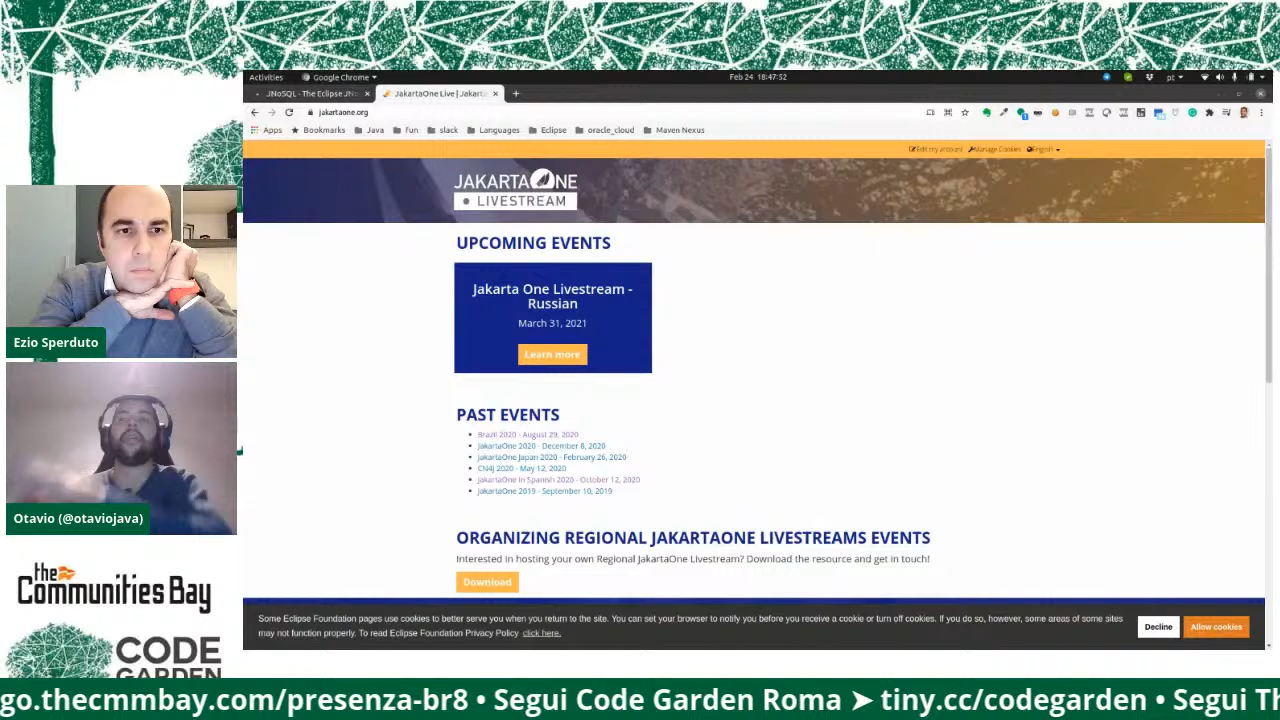 Activities
Google Chrome
Feb 24 18:47:52
pt
JNoSQL - The Eclipse JNo
JakartaOne Live | Jakarta
jakartaone.org
Apps
Bookmarks
Java
fun
slack
Languages
Eclipse
oracle_cloud
Maven Nexus
Edit my account
Manage Cookies
English
JAKARTAONE
LIVESTREAM
UPCOMING EVENTS
Jakarta One Livestream -
Russian
March 31, 2021
Learn more
PAST EVENTS
Brazil 2020 - August 29, 2020
JakartaOne 2020 - December 8, 2020
JakartaOne Japan 2020 - February 26, 2020
CN4J 2020 - May 12, 2020
JakartaOne in Spanish 2020 - October 12, 2020
JakartaOne 2019 - September 10, 2019
ORGANIZING REGIONAL JAKARTAONE LIVESTREAMS EVENTS
Interested in hosting your own Regional JakartaOne Livestream? Download the resource and get in touch!
Download
Some Eclipse Foundation pages use cookies to better serve you when you return to the site. You can set your browser to notify you before you receive a cookie or turn off cookies. If you do so, however, some areas of some sites
may not function properly. To read Eclipse Foundation Privacy Policy click here.
Decline
Allow cookies
Ezio Sperduto
Otavio (@otaviojava)
the
Communities Bay
CODE
GARDEN
go.thecmmbay.com/presenza-br8 • Segui Code Garden Roma ➤ tiny.cc/codegarden • Segui Th